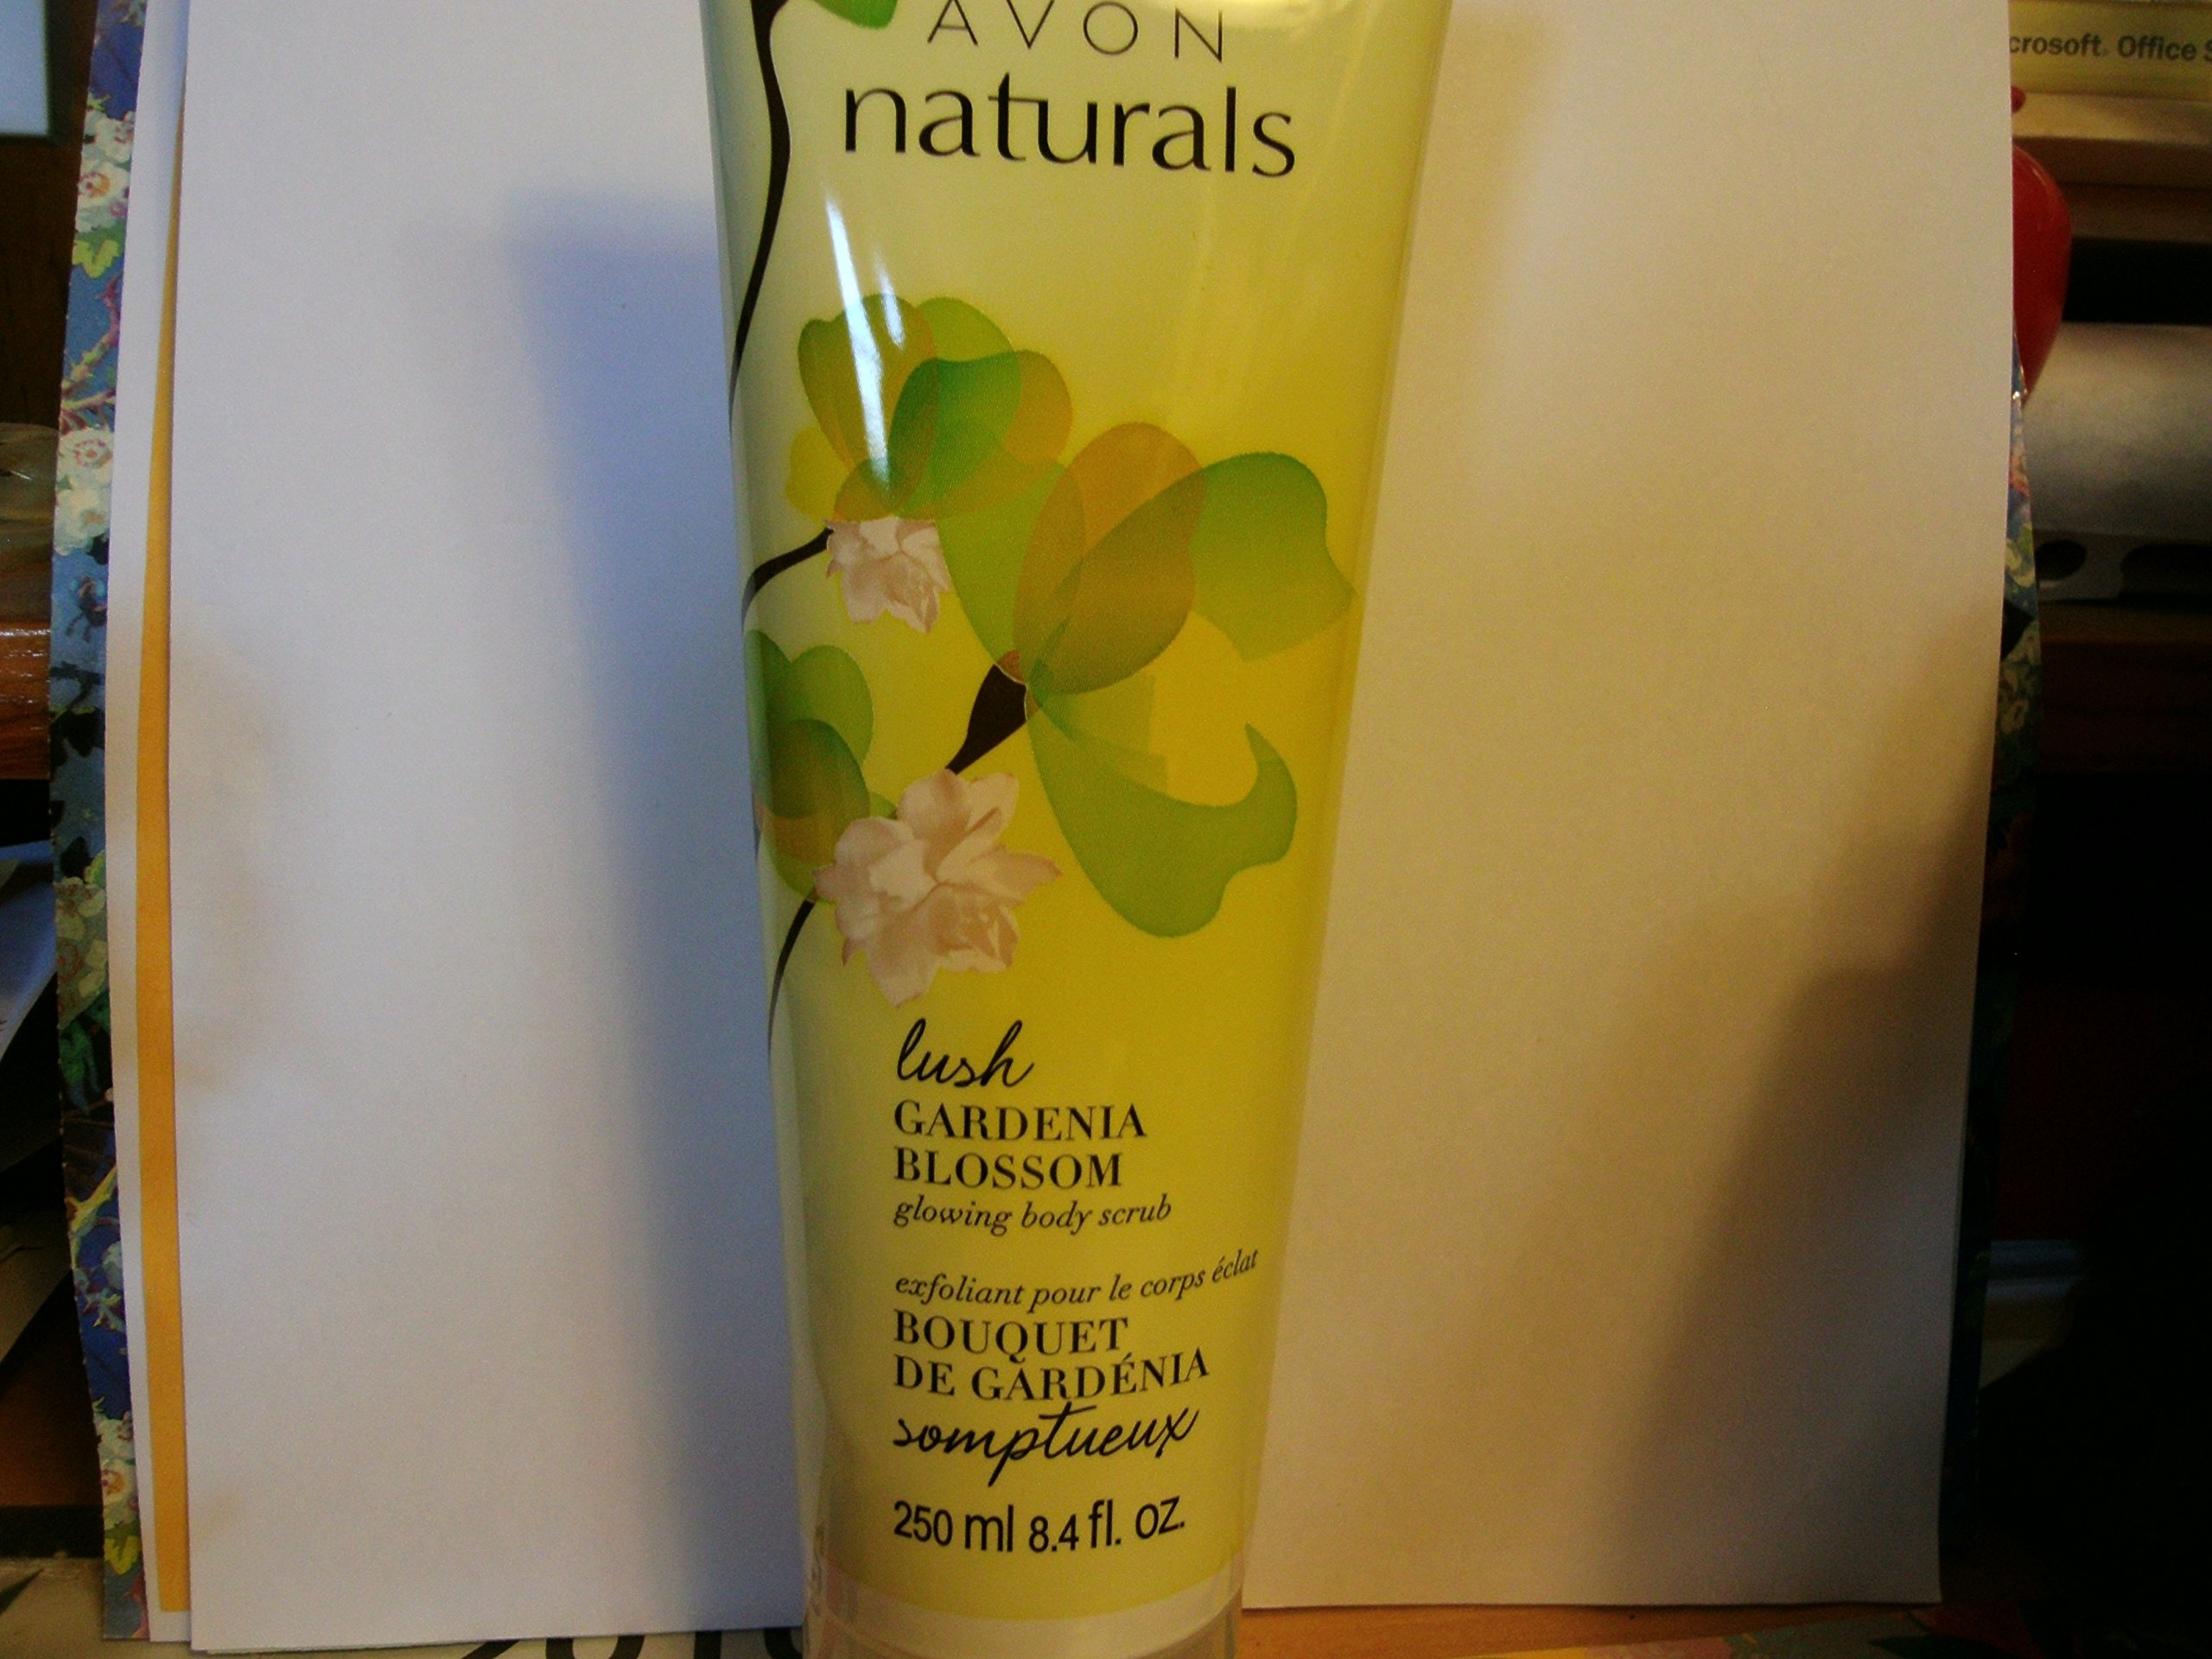 AVON
naturals
lush
GARDENIA
BLOSSOM
glowing body scrub
exfoliant pour le corps éclat
BOUQUET
DE GARDÉNIA
somptueux
250 ml 8.4 fl. oz.
crosoft Office